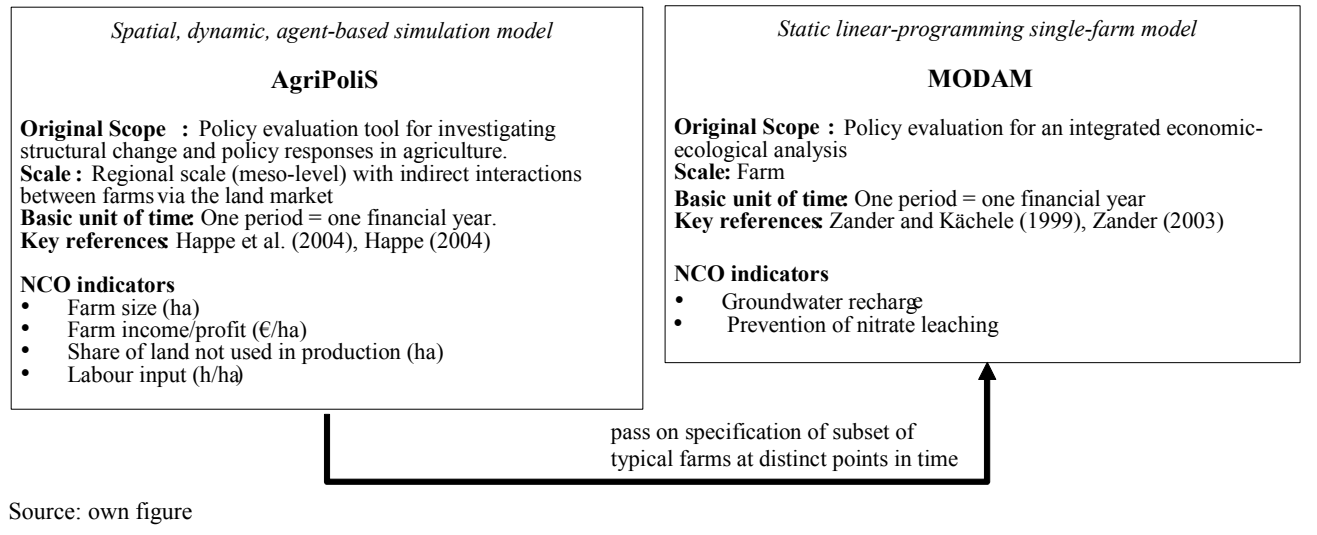 Spatial, dynamic, agent-based simulation model
AgriPoliS
Original Scope : Policy evaluation tool for investigating
structural change and policy responses in agriculture.
Scale : Regional scale (meso-level) with indirect interactions
between farms via the land market
Basic unit of time: One period = one financial year.
Key references: Happe et al. (2004), Happe (2004)
NCO indicators
• Farm size (ha)
• Farm income/profit (€/ha)
• Share of land not used in production (ha)
• Labour input (h/ha)
Static linear-programming single-farm model
MODAM
Original Scope : Policy evaluation for an integrated economic-
ecological analysis
Scale: Farm
Basic unit of time: One period = one financial year
Key references: Zander and Kächele (1999), Zander (2003)
NCO indicators
• Groundwater recharge
• Prevention of nitrate leaching
pass on specification of subset of
typical farms at distinct points in time
Source: own figure